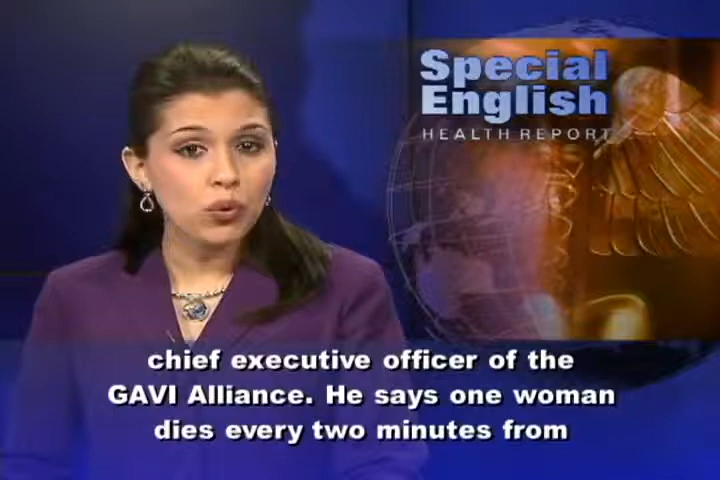 Special
English
HEALTH REPORT
chief executive officer of the
GAVI Alliance. He says one woman
dies every two minutes from